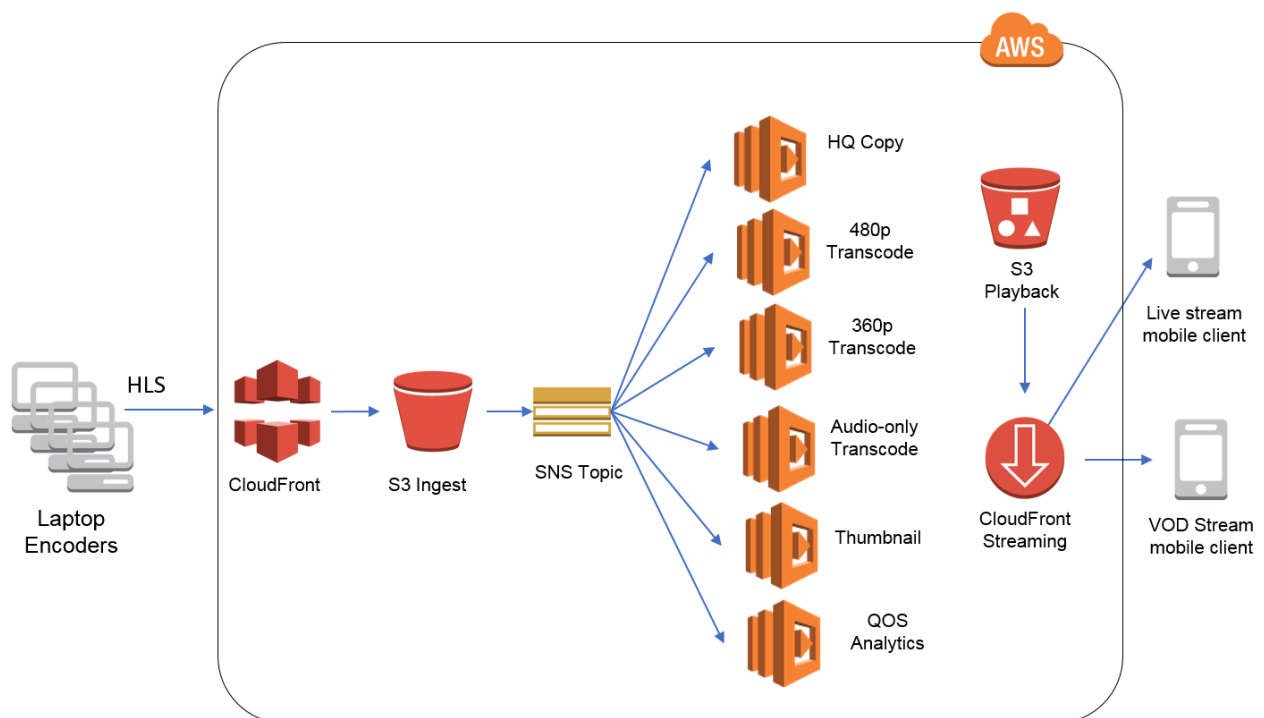 AWS
HQ Copy
480p
Transcode
360p
Transcode
Audio-only
Transcode
Thumbnail
QOS
Analytics
HLS
Laptop
Encoders
CloudFront
S3 Ingest
SNS Topic
S3
Playback
CloudFront
Streaming
Live stream
mobile client
VOD Stream
mobile client